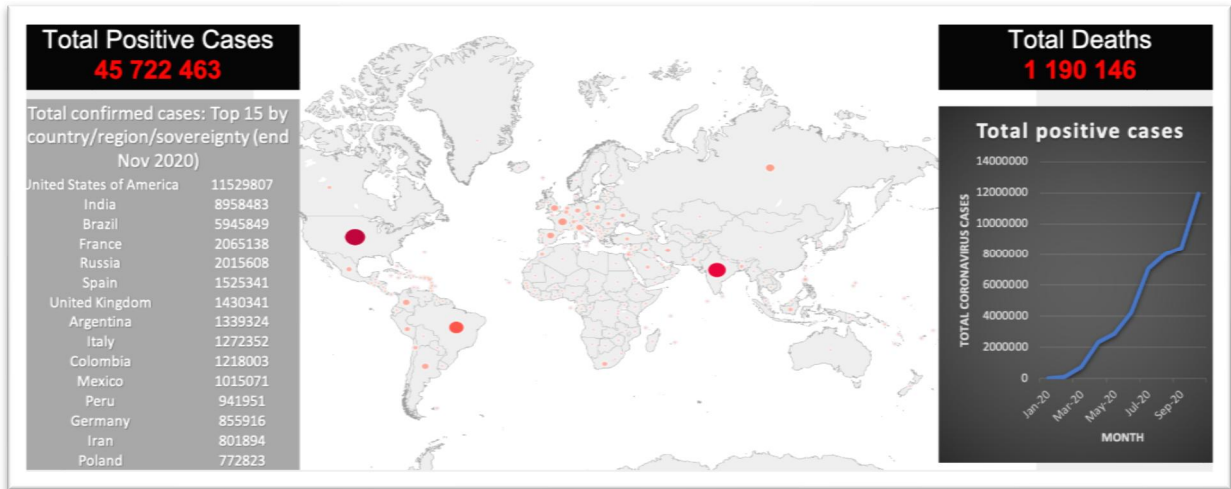 Total Positive Cases
45 722 463
Total confirmed cases: Top 15 by
country/region/sovereignty (end
Nov 2020)
United States of America 11529807
India 8958483
Brazil 5945849
France 2065138
Russia 2015608
Spain 1525341
United Kingdom 1430341
Argentina 1339324
Italy 1272352
Colombia 1218003
Mexico 1015071
Peru 941951
Germany 855916
Iran 801894
Poland 772823
Total Deaths
1 190 146
Total positive cases
TOTAL CORONAVIRUS CASES
14000000
12000000
10000000
8000000
6000000
4000000
2000000
0
Jan-20 Mar-20 May-20 Jul-20 Sep-20
MONTH